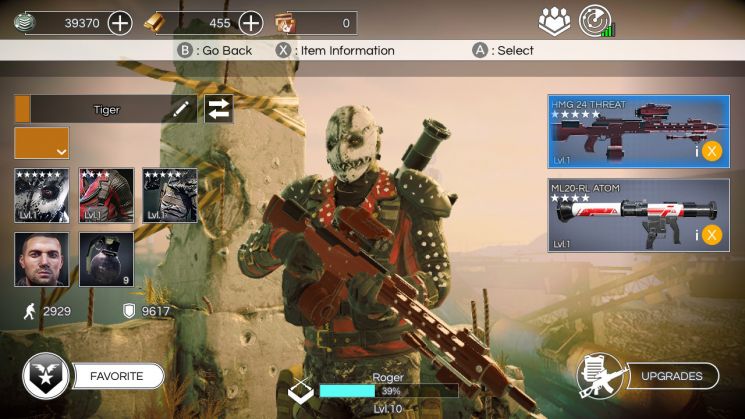 39370
455
0
B : Go Back X : Item Information A : Select
Tiger
HMG 24 THREAT
Lvl.1
i X
Lvl.1
Lvl.1
Lvl.1
ML20-RL ATOM
Lvl.1
i X
9
2929
9617
FAVORITE
Roger
39%
Lvl.10
UPGRADES